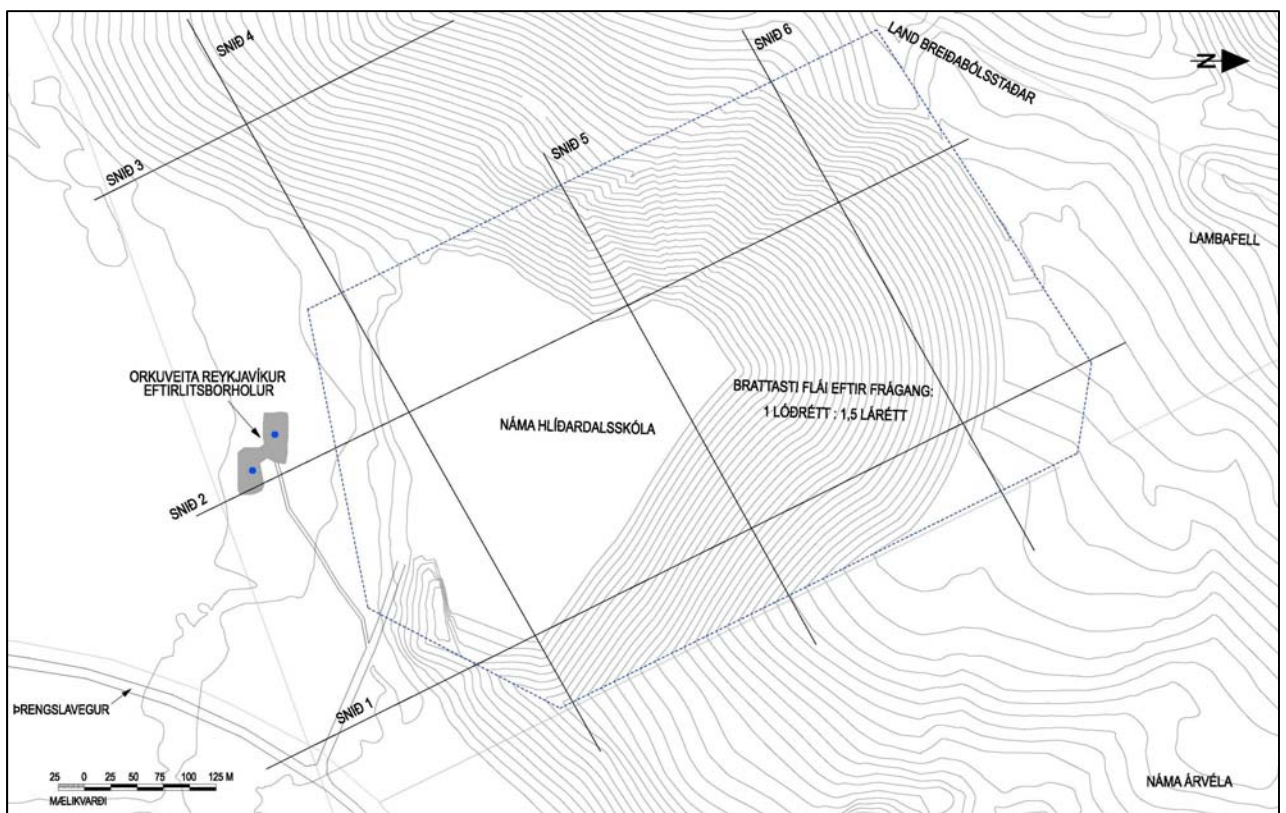 SNIÐ 4
SNIÐ 6
LAND BREIÐABÓLSSTAÐAR
N
SNIÐ 3
SNIÐ 5
LAMBAFELL
ORKUVEITA REYKJAVÍKUR
EFTIRLITSBORHOLUR
BRATTASTI FLÁI EFTIR FRÁGANG:
1 LÓÐRÉTT : 1,5 LÁRÉTT
NÁMA HLÍÐARDALSSKÓLA
SNIÐ 2
SNIÐ 1
ÞRENGSLAVEGUR
25 0 25 50 75 100 125 M
MÆLIKVARÐI
NÁMA ÁRVÉLA